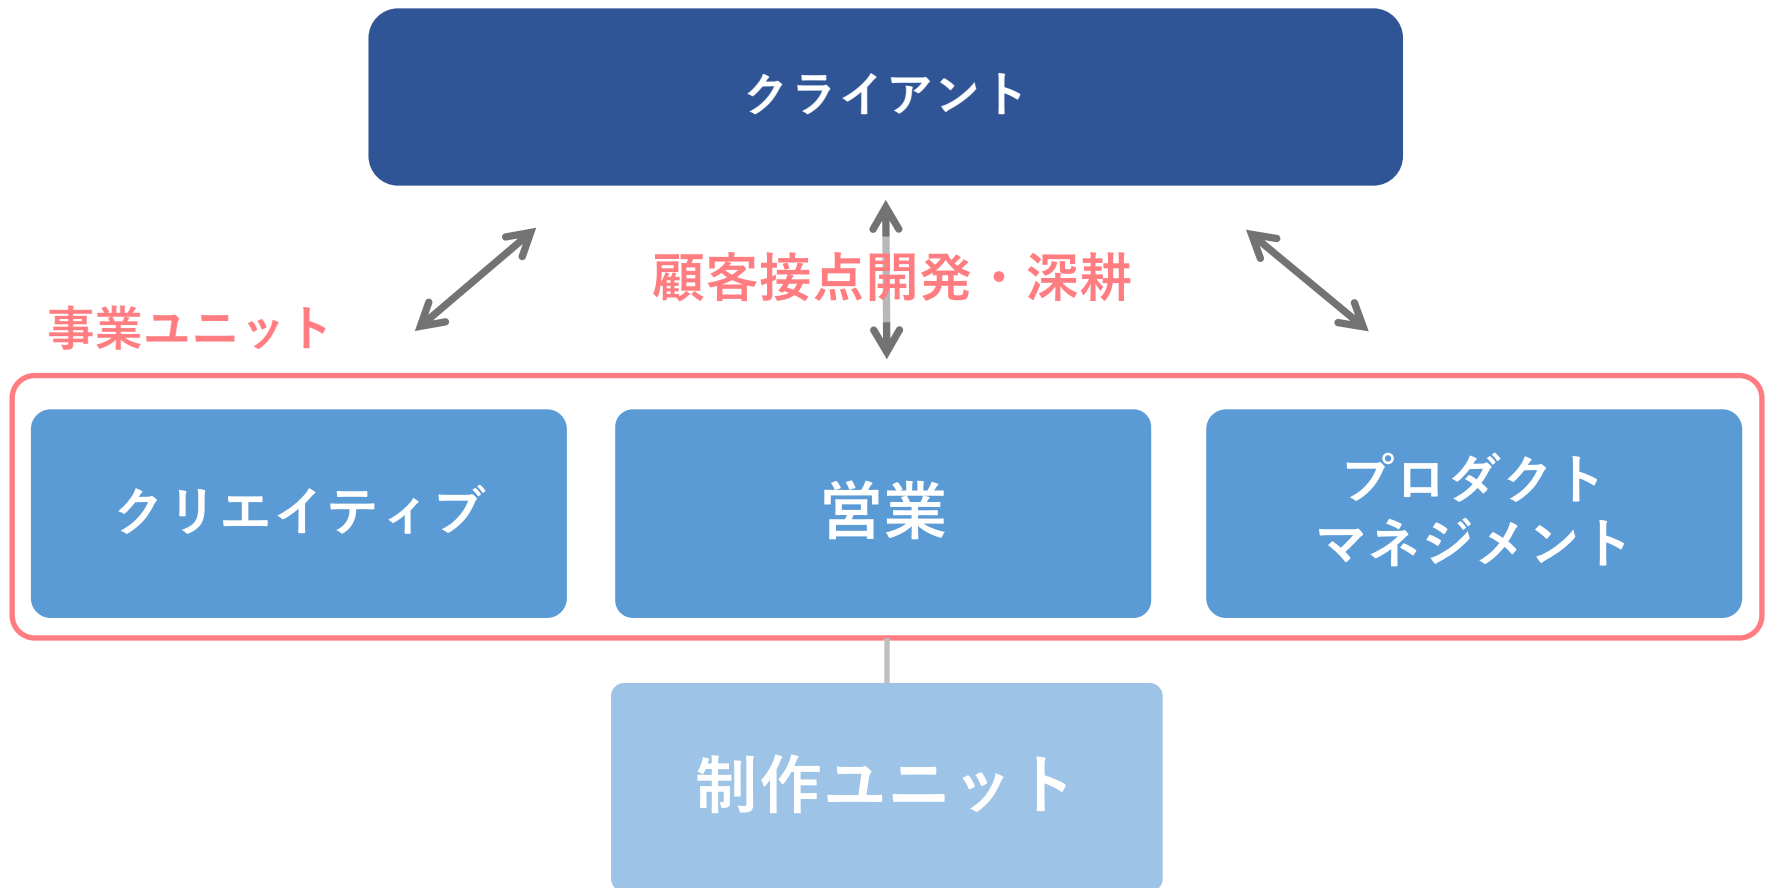 クライアント
顧客接点開発・深耕
事業ユニット
クリエイティブ
営業
プロダクト
マネジメント
制作ユニット